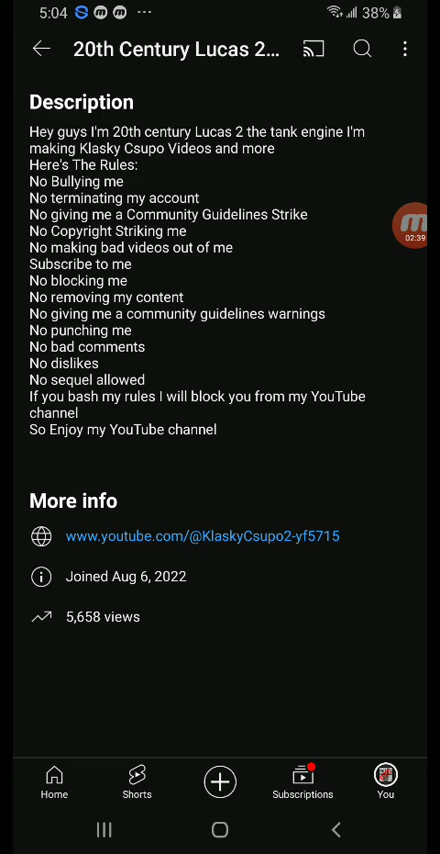 5:04
38%
20th Century Lucas 2...
Description
Hey guys I'm 20th century Lucas 2 the tank engine I'm
making Klasky Csupo Videos and more
Here's The Rules:
No Bullying me
No terminating my account
No giving me a Community Guidelines Strike
No Copyright Striking me
No making bad videos out of me
Subscribe to me
No blocking me
No removing my content
No giving me a community guidelines warnings
No punching me
No bad comments
No dislikes
No sequel allowed
If you bash my rules I will block you from my YouTube
channel
So Enjoy my YouTube channel
02:39
More info
www.youtube.com/@KlaskyCsupo2-yf5715
Joined Aug 6, 2022
5,658 views
Home
Shorts
Subscriptions
You